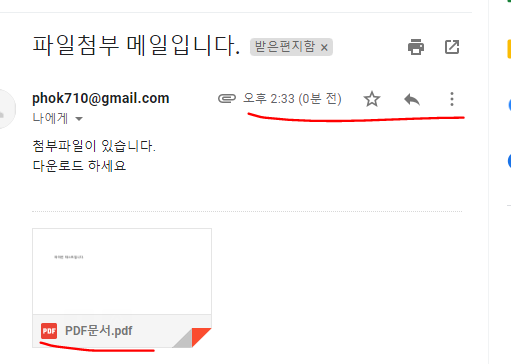 파일첨부 메일입니다. 받은편지함 ×
phok710@gmail.com 오후 2:33 (0분 전)
나에게
첨부파일이 있습니다.
다운로드 하세요
PDF PDF문서.pdf